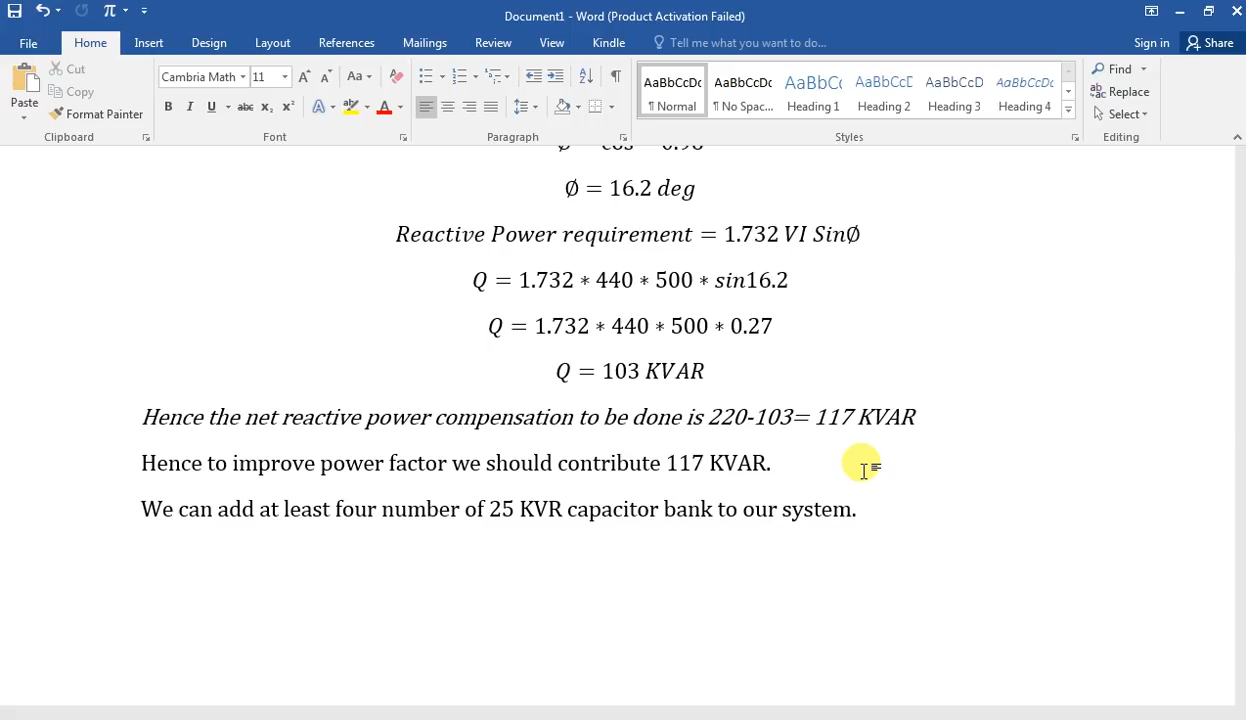 Document1 - Word (Product Activation Failed)
File Home Insert Design Layout References Mailings Review View Kindle Tell me what you want to do... Sign in Share
Paste Cut Copy Format Painter
Cambria Math 11 Aa
B I U abc x₂ x² A A
AaBbCcDc AaBbCcDc AaBbC( AaBbCcE AaBbCcD AaBbCcDc
¶ Normal ¶ No Spac... Heading 1 Heading 2 Heading 3 Heading 4
Find
Replace
Select
Clipboard Font Paragraph Styles Editing
∅ = 16.2 deg
Reactive Power requirement = 1.732 VI Sin∅
Q = 1.732 ∗ 440 ∗ 500 ∗ sin16.2
Q = 1.732 ∗ 440 ∗ 500 ∗ 0.27
Q = 103 KVAR
Hence the net reactive power compensation to be done is 220-103= 117 KVAR
Hence to improve power factor we should contribute 117 KVAR.
We can add at least four number of 25 KVR capacitor bank to our system.